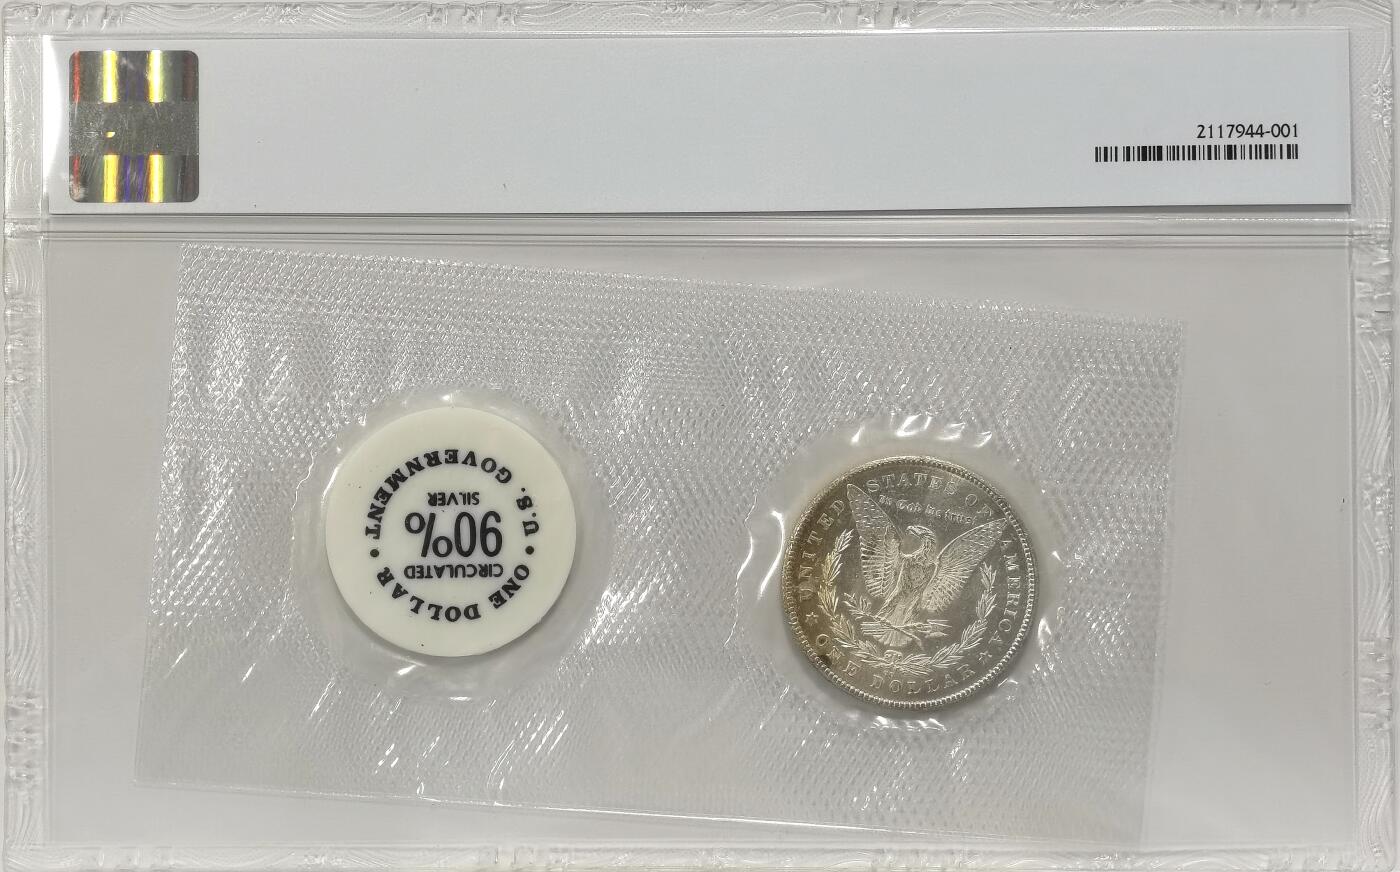 2117944-001
• U.S. GOVERNMENT •
ONE DOLLAR
CIRCULATED
90%
SILVER
UNITED STATES OF AMERICA
In God we trust
ONE DOLLAR